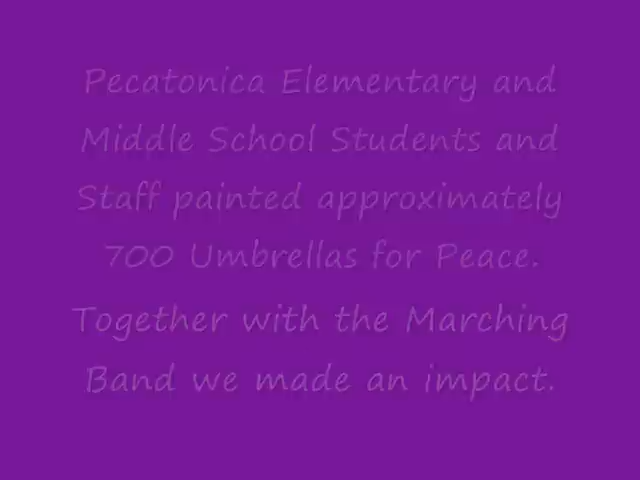 Pecatonica Elementary and
Middle School Students and
Staff painted approximately
700 Umbrellas for Peace.
Together with the Marching
Band we made an impact.